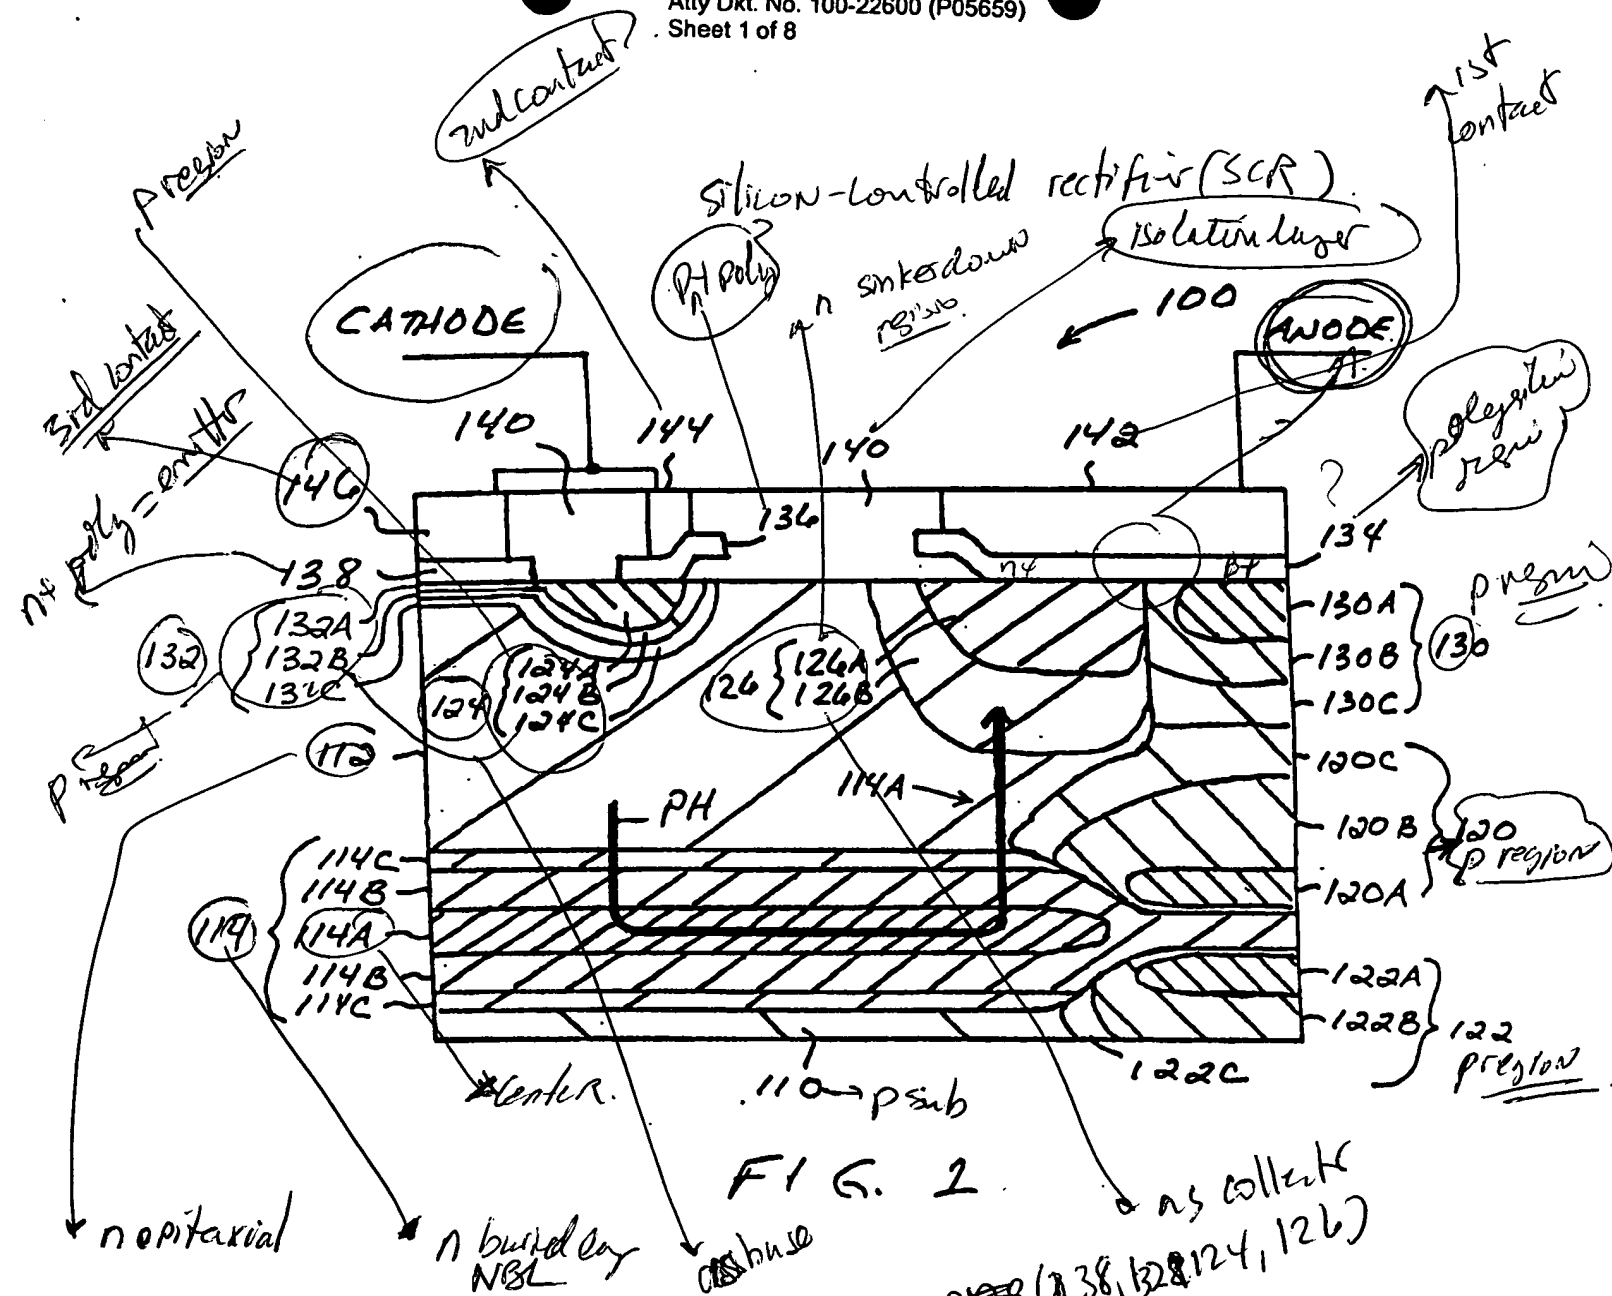 Atty Dkt. No. 100-22600 (P05659)
Sheet 1 of 8
2nd contact
1st
contact
p region
silicon-controlled rectifier (SCR)
isolation layer
P+ poly
n
n sinker down
region
CATHODE
100
ANODE
3rd contact
n+ poly = emitter
polysilicon
region
140
144
140
142
146
?
136
134
n+
p+
138
p region
132A
132B
132C
132
124A
124B
124C
124
126
126A
126B
130A
130B
130C
130
p region
112
114A
PH
120C
120B
120A
120
p region
114C
114B
114A
114B
114C
114
122A
122B
122
p region
122C
center
110 → p sub
FIG. 1
n epitaxial
n buried lay
NBL
base
as collector
(138, 132, 124, 126)